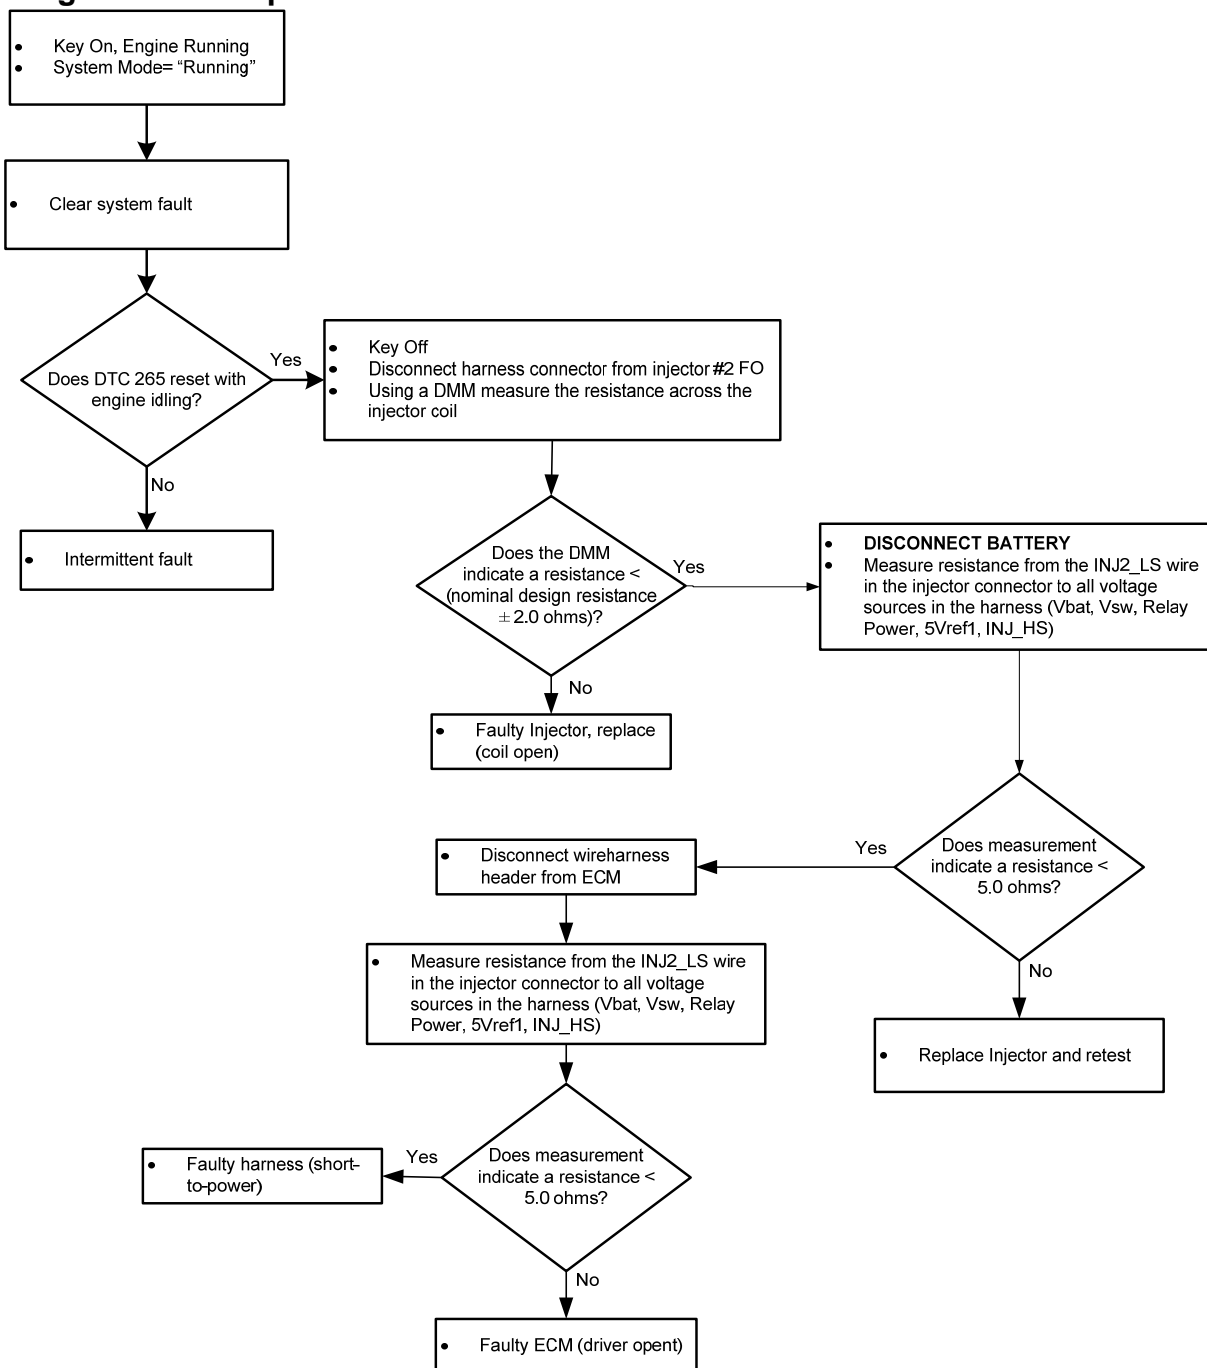 Key On, Engine Running
System Mode= “Running”
Clear system fault
Does DTC 265 reset with
engine idling?
Yes
No
Intermittent fault
Key Off
Disconnect harness connector from injector #2 FO
Using a DMM measure the resistance across the
injector coil
Does the DMM
indicate a resistance <
(nominal design resistance
± 2.0 ohms)?
Yes
No
Faulty Injector, replace
(coil open)
DISCONNECT BATTERY
Measure resistance from the INJ2_LS wire
in the injector connector to all voltage
sources in the harness (Vbat, Vsw, Relay
Power, 5Vref1, INJ_HS)
Does measurement
indicate a resistance <
5.0 ohms?
Yes
No
Replace Injector and retest
Disconnect wireharness
header from ECM
Measure resistance from the INJ2_LS wire
in the injector connector to all voltage
sources in the harness (Vbat, Vsw, Relay
Power, 5Vref1, INJ_HS)
Does measurement
indicate a resistance <
5.0 ohms?
Yes
Faulty harness (short-
to-power)
No
Faulty ECM (driver opent)